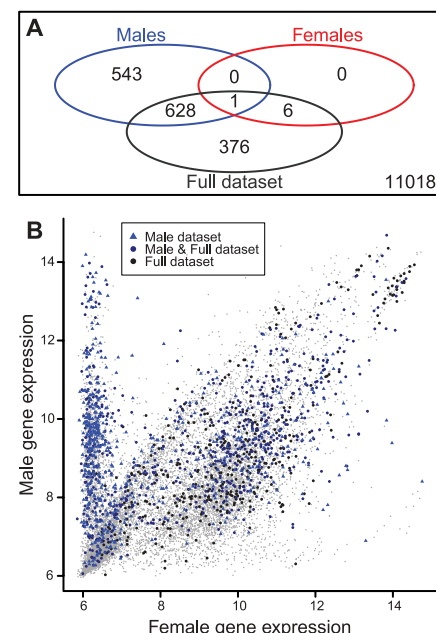 A
Males
Females
543
0
0
1
628
6
376
Full dataset
11018
B
Male dataset
Male & Full dataset
Full dataset
Male gene expression
14
12
10
8
6
6
8
10
12
14
Female gene expression